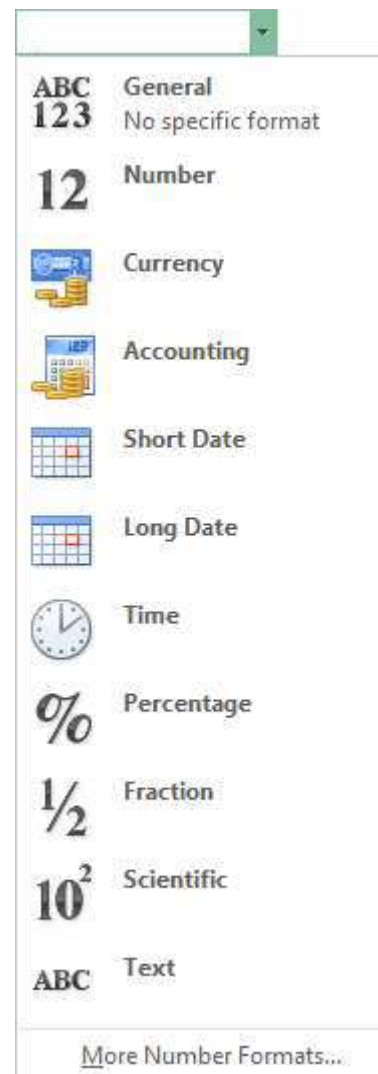 ABC
123
General
No specific format
12
Number
Currency
123
Accounting
Short Date
Long Date
Time
%
Percentage
1/2
Fraction
10²
Scientific
ABC
Text
More Number Formats...